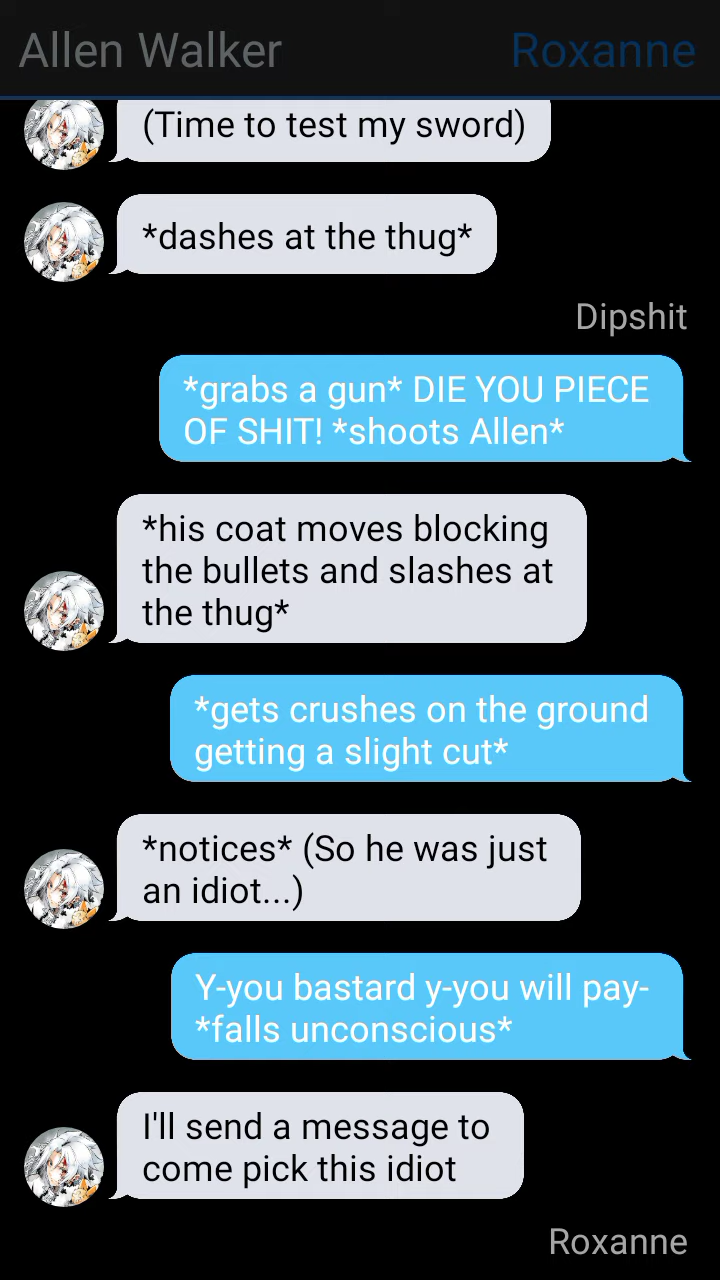 Allen Walker Roxanne
(Time to test my sword)
*dashes at the thug*
Dipshit
*grabs a gun* DIE YOU PIECE
OF SHIT! *shoots Allen*
*his coat moves blocking
the bullets and slashes at
the thug*
*gets crushes on the ground
getting a slight cut*
*notices* (So he was just
an idiot...)
Y-you bastard y-you will pay-
*falls unconscious*
I'll send a message to
come pick this idiot
Roxanne